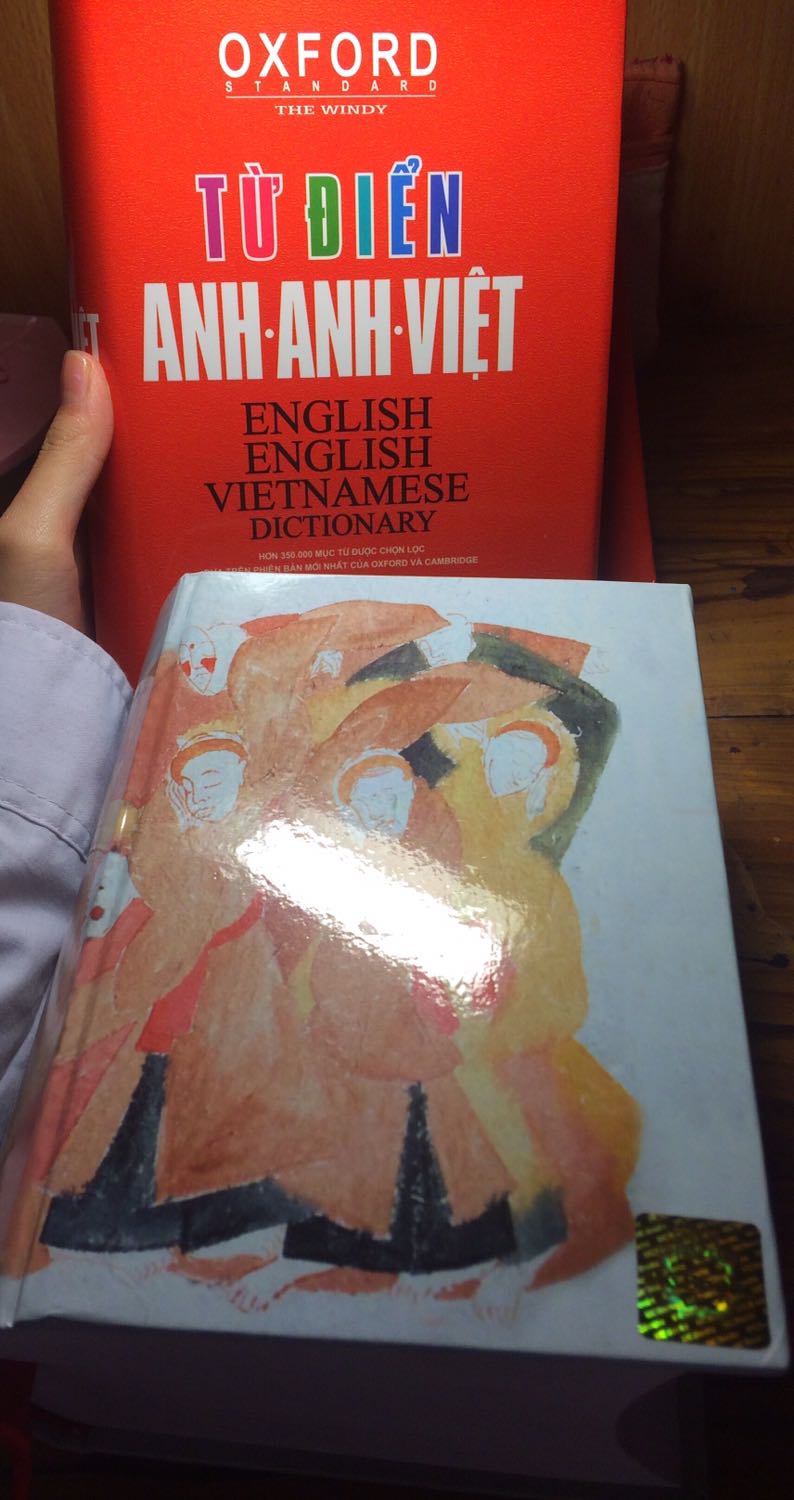 OXFORD
STANDARD
THE WINDY
TỪ ĐIỂN
ANH·ANH·VIỆT
ENGLISH
ENGLISH
VIETNAMESE
DICTIONARY
HƠN 350.000 MỤC TỪ ĐƯỢC CHỌN LỌC
TRÊN PHIÊN BẢN MỚI NHẤT CỦA OXFORD VÀ CAMBRIDGE